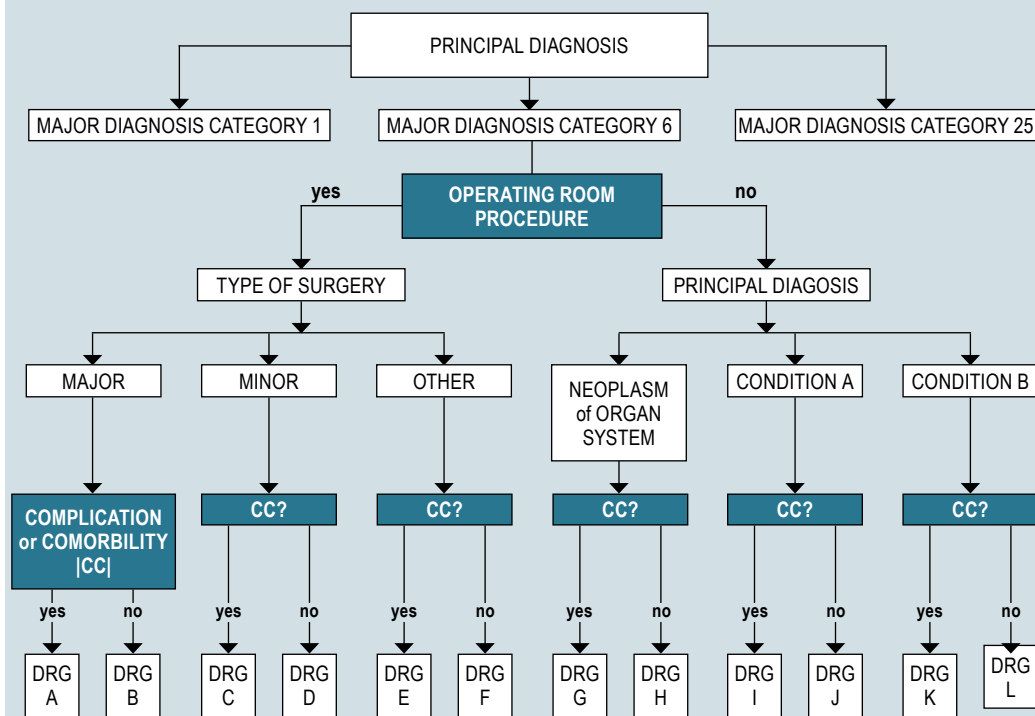 PRINCIPAL DIAGNOSIS
MAJOR DIAGNOSIS CATEGORY 1
MAJOR DIAGNOSIS CATEGORY 6
MAJOR DIAGNOSIS CATEGORY 25
yes
OPERATING ROOM
PROCEDURE
no
TYPE OF SURGERY
PRINCIPAL DIAGOSIS
MAJOR
MINOR
OTHER
NEOPLASM
of ORGAN
SYSTEM
CONDITION A
CONDITION B
COMPLICATION
or COMORBILITY
|CC|
CC?
CC?
CC?
CC?
CC?
yes
no
yes
no
yes
no
yes
no
yes
no
yes
no
DRG
A
DRG
B
DRG
C
DRG
D
DRG
E
DRG
F
DRG
G
DRG
H
DRG
I
DRG
J
DRG
K
DRG
L